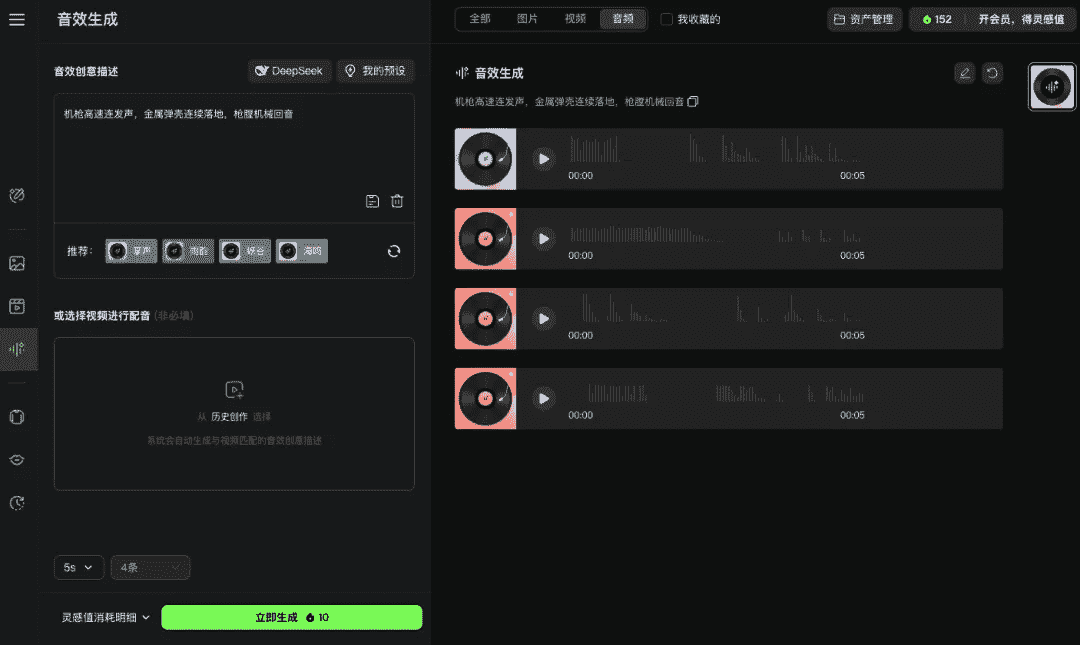 音效生成
全部 图片 视频 音频 我收藏的 资产管理 152 开会员，得灵感值
音效创意描述 DeepSeek 我的预设
机枪高速连发声，金属弹壳连续落地，枪膛机械回音
推荐： 掌声 雨滴 峡谷 海鸥
或选择视频进行配音 (非必填)
从 历史创作 选择
系统会自动生成与视频匹配的音效创意描述
5s 4条
灵感值消耗明细 立即生成 10
音效生成
机枪高速连发声，金属弹壳连续落地，枪膛机械回音
00:00 00:05
00:00 00:05
00:00 00:05
00:00 00:05